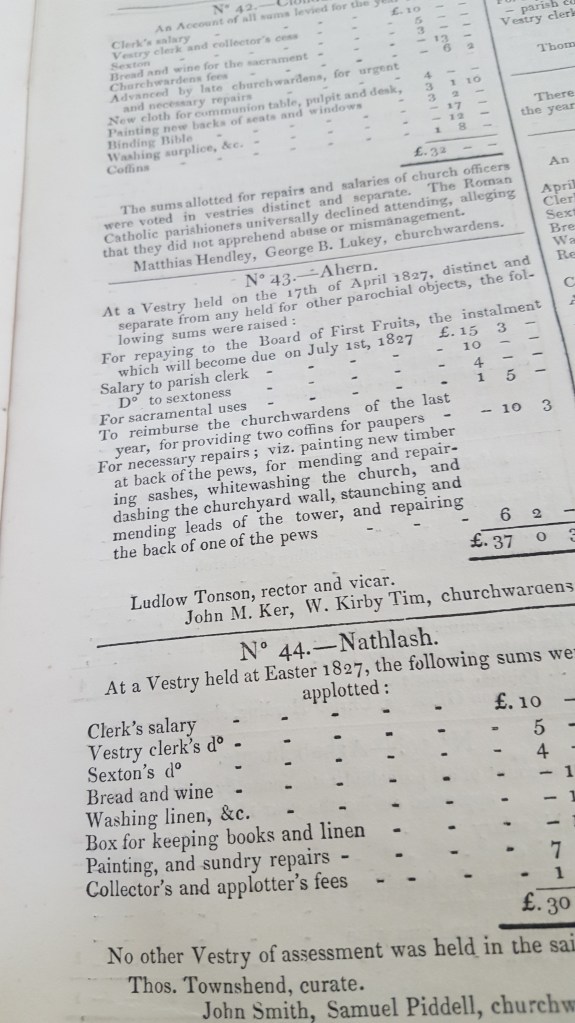 N° 42.—
An Account of all sums levied for the
Clerk's salary - - - - £. 10 - -
Vestry clerk and collector's cess - - 5 - -
Sexton - - - - 3 - -
Bread and wine for the sacrament - - - 13 -
Churchwardens fees - - - - 6 2
Advanced by late churchwardens, for urgent
and necessary repairs - - - 4 - -
New cloth for communion table, pulpit and desk, 3 1 10
Painting new backs of seats and windows 3 2 -
Binding Bible - - - - 17 -
Washing surplice, &c. - - - - 12 -
Coffins - - - - 1 8 -
£. 32 - -
The sums allotted for repairs and salaries of church officers
were voted in vestries distinct and separate. The Roman
Catholic parishioners universally declined attending, alleging
that they did not apprehend abuse or mismanagement.
Matthias Hendley, George B. Lukey, churchwardens.
N° 43.—Ahern.
At a Vestry held on the 17th of April 1827, distinct and
separate from any held for other parochial objects, the fol-
lowing sums were raised :
For repaying to the Board of First Fruits, the instalment
which will become due on July 1st, 1827 £. 15 3 -
Salary to parish clerk - - - - 10 - -
D° to sextoness - - - - 4 - -
For sacramental uses - - - - 1 5 -
To reimburse the churchwardens of the last
year, for providing two coffins for paupers - - 10 3
For necessary repairs ; viz. painting new timber
at back of the pews, for mending and repair-
ing sashes, whitewashing the church, and
dashing the churchyard wall, staunching and
mending leads of the tower, and repairing
the back of one of the pews - - - 6 2 -
£. 37 0 3
Ludlow Tonson, rector and vicar.
John M. Ker, W. Kirby Tim, churchwardens
N° 44.—Nathlash.
At a Vestry held at Easter 1827, the following sums we
applotted :
Clerk's salary - - - - - £. 10 -
Vestry clerk's d° - - - - - 5 -
Sexton's d° - - - - - 4 -
Bread and wine - - - - - - 1
Washing linen, &c. - - - - - 1
Box for keeping books and linen - - - -
Painting, and sundry repairs - - - - 7
Collector's and applotter's fees - - - - 1
£. 30
No other Vestry of assessment was held in the sai
Thos. Townshend, curate.
John Smith, Samuel Piddell, churchw
- parish co
Vestry clerk
Thom
There
the year
An
April
Cler
Sext
Bre
Wa
Re
C